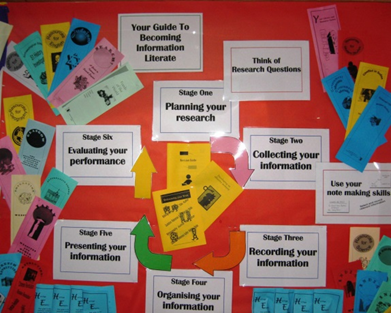 Your Guide To
Becoming
Information
Literate
Think of
Research Questions
Stage One
Planning your
research
Stage Six
Evaluating your
performance
Stage Two
Collecting your
information
Use your
note making skills
Stage Five
Presenting your
information
Stage Three
Recording your
information
Stage Four
Organising your
information